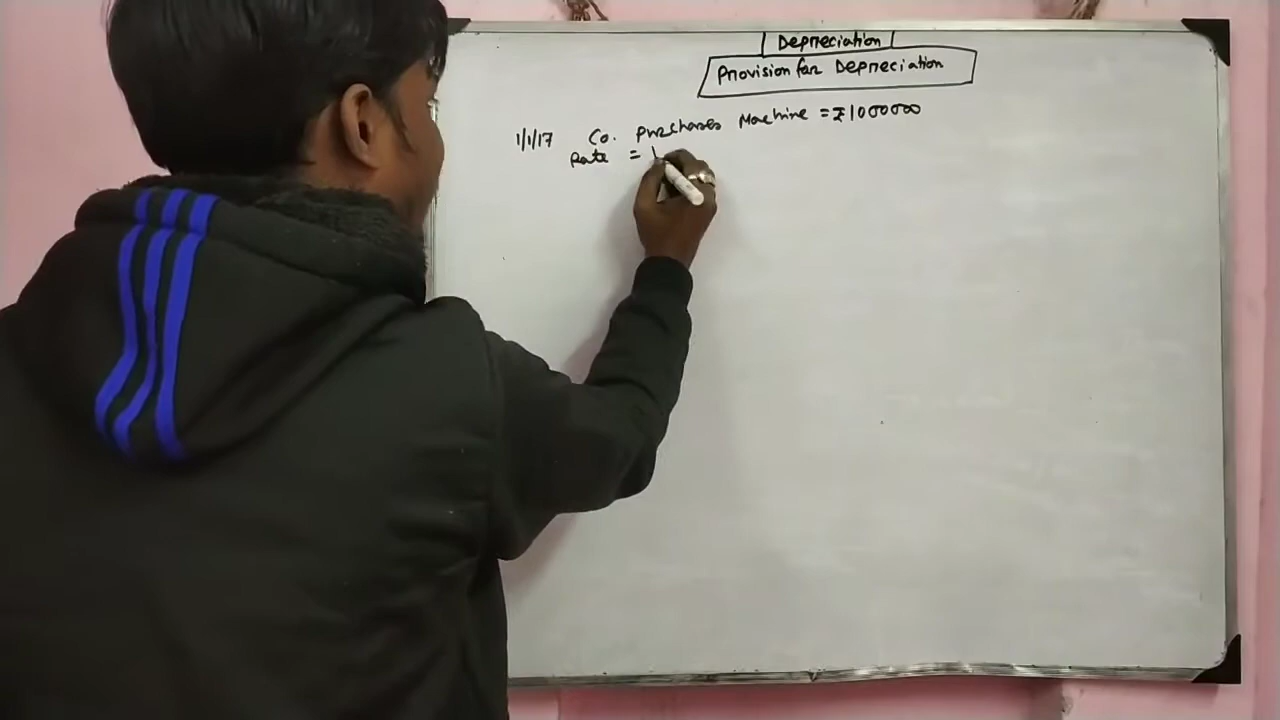 Depreciation
Provision for Depreciation
1/1/17 Co. Purchases Machine = ₹1000000
Rate =